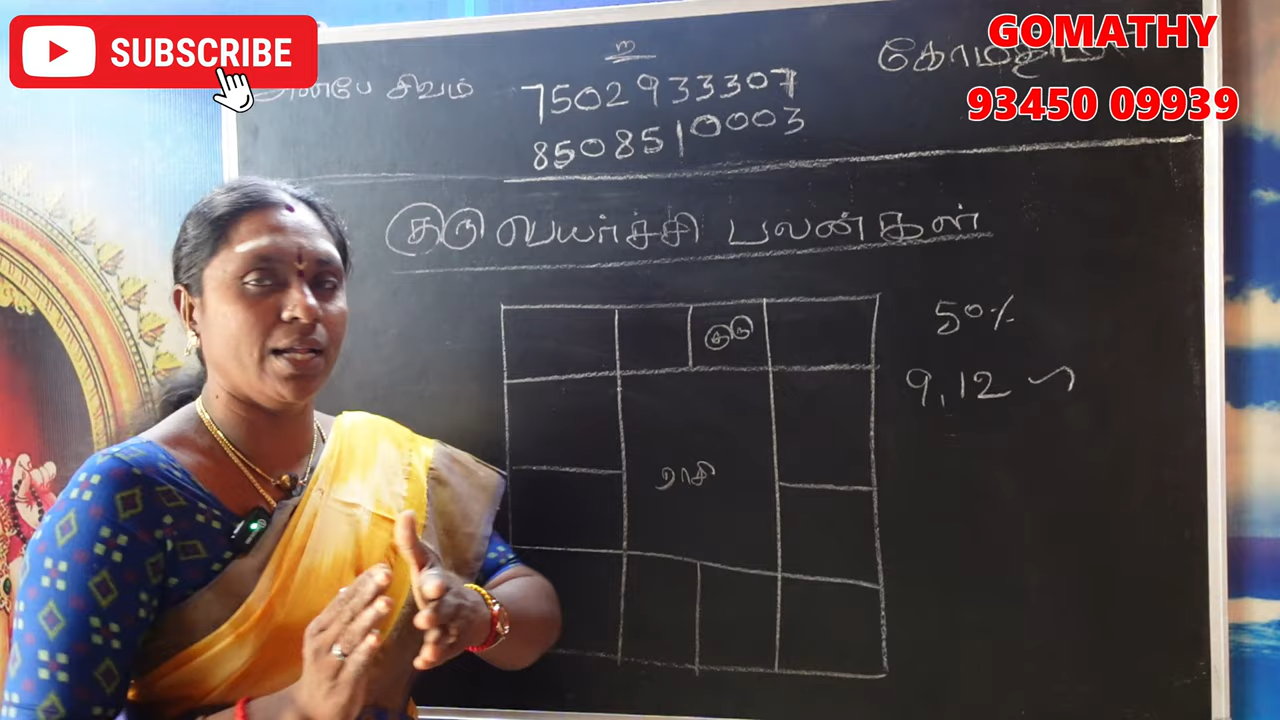 SUBSCRIBE
GOMATHY
93450 09939
௳
அன்பே சிவம்
7502933307
8508510003
குரு பெயர்ச்சி பலன்கள்
குரு
ராசி
50%
9,12